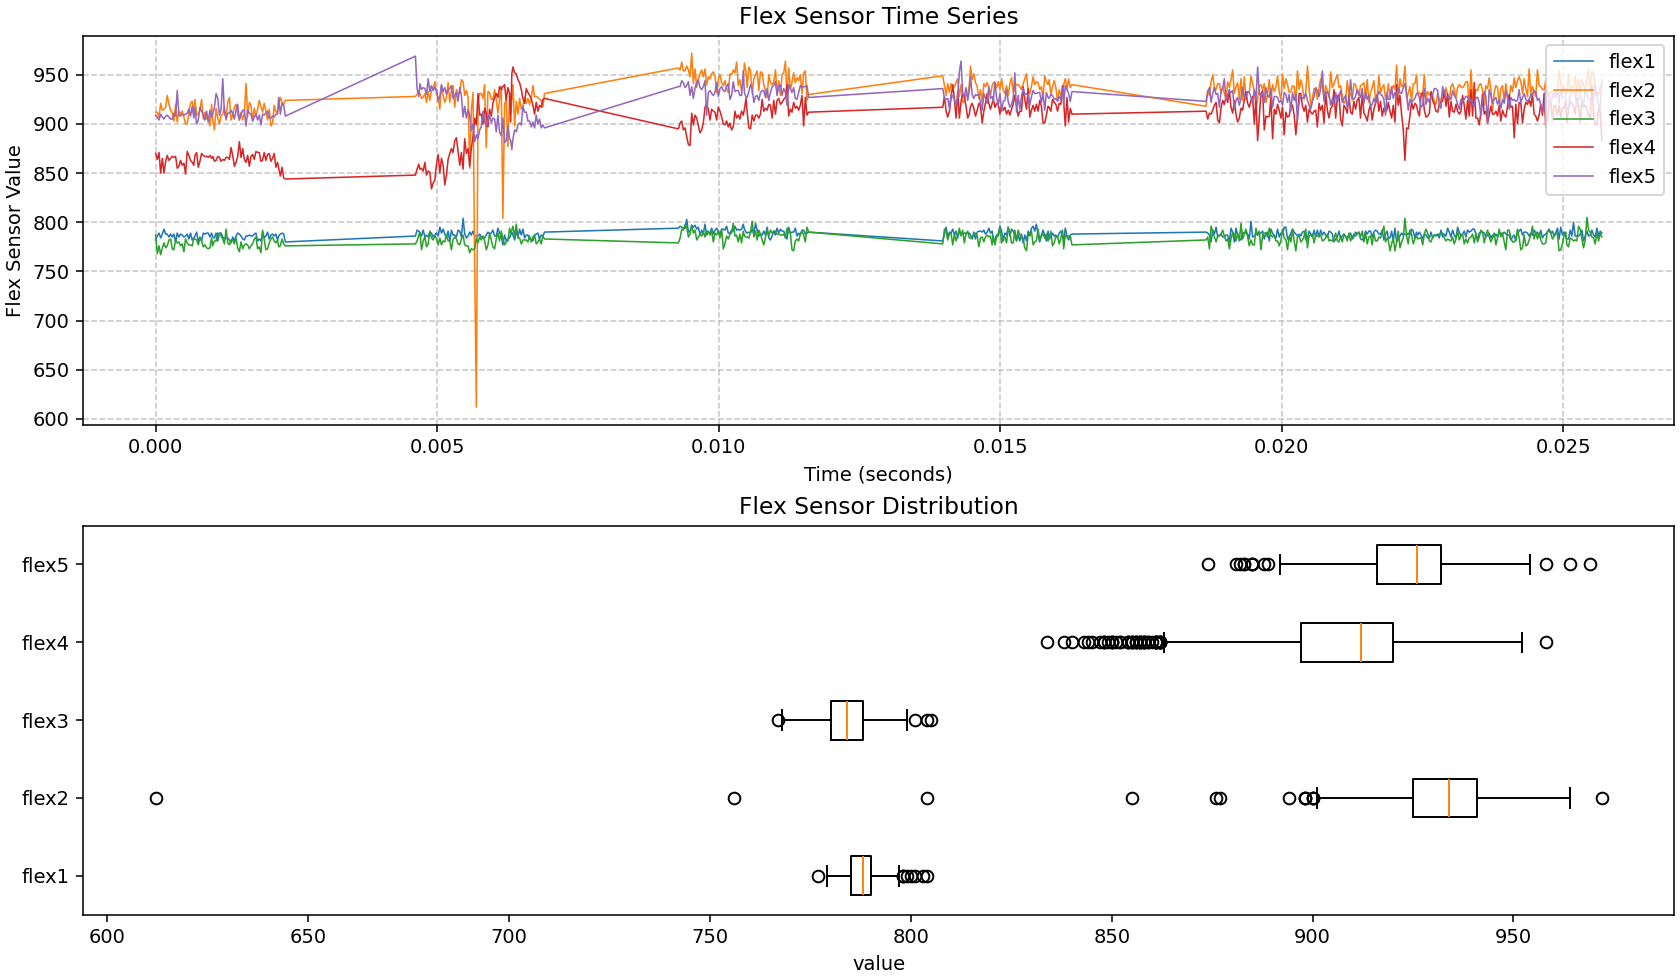 Flex Sensor Time Series
Flex Sensor Value
950
900
850
800
750
700
650
600
flex1
flex2
flex3
flex4
flex5
0.000 0.005 0.010 0.015 0.020 0.025
Time (seconds)
Flex Sensor Distribution
flex5
flex4
flex3
flex2
flex1
600 650 700 750 800 850 900 950
value